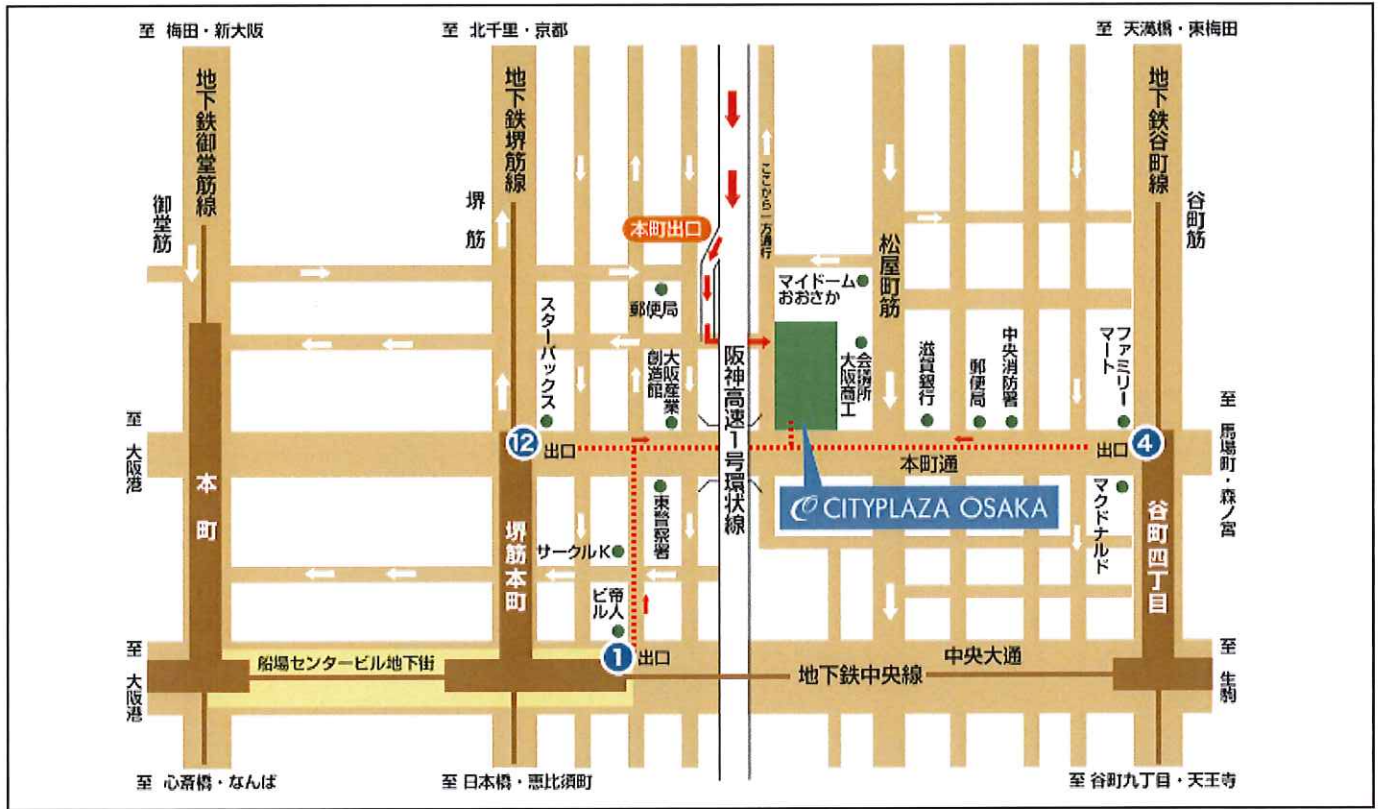 至 梅田・新大阪
至 北千里・京都
至 天満橋・東梅田
地下鉄御堂筋線
地下鉄堺筋線
地下鉄谷町線
御堂筋
堺筋
谷町筋
ここから一方通行
本町出口
松屋町筋
マイドーム
おおさか
郵便局
スターバックス
大阪産業
創造館
阪神高速1号環状線
大阪商工
会議所
滋賀銀行
郵便局
中央消防署
ファミリー
マート
至 大阪港
12
出口
本町通
出口
4
至 馬場町・森ノ宮
本町
堺筋本町
東警察署
CITYPLAZA OSAKA
マクドナルド
谷町四丁目
サークルK
帝人
ビル
1
出口
至 大阪港
船場センタービル地下街
地下鉄中央線
中央大通
至 生駒
至 心斎橋・なんば
至 日本橋・恵比須町
至 谷町九丁目・天王寺